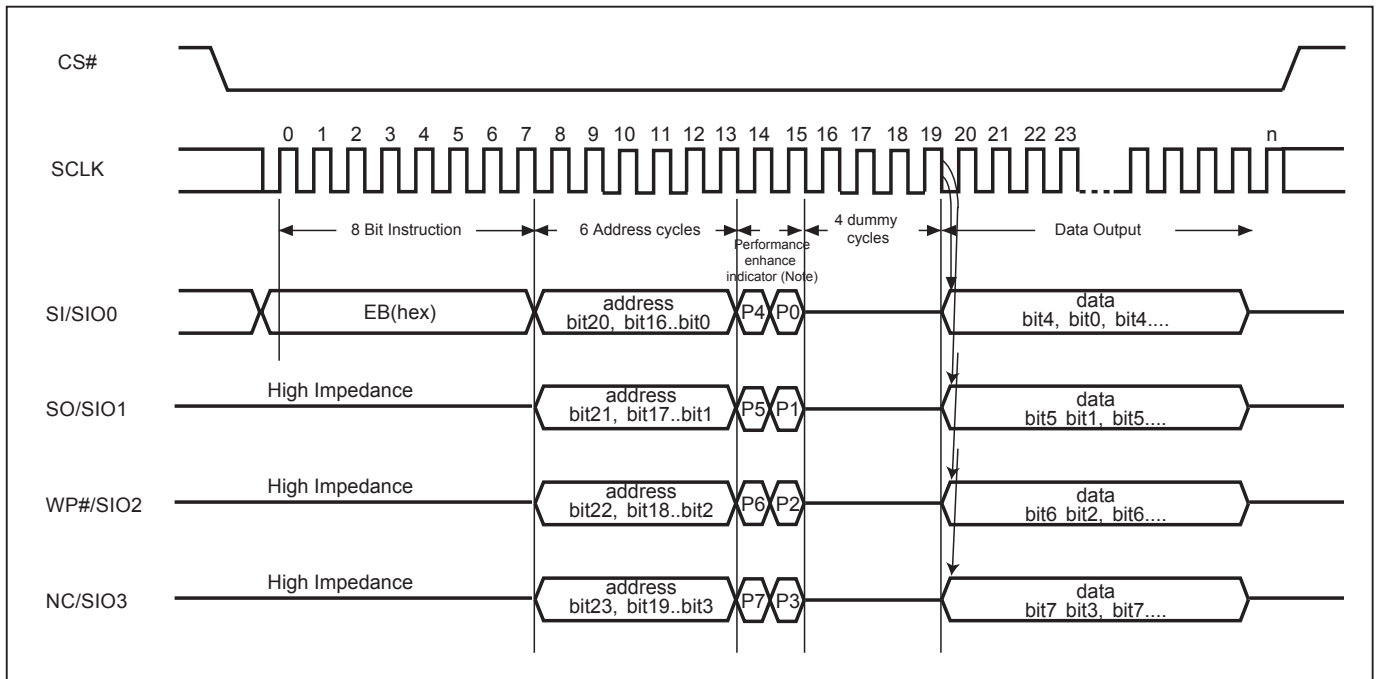 CS#
0 1 2 3 4 5 6 7 8 9 10 11 12 13 14 15 16 17 18 19 20 21 22 23 n
SCLK
8 Bit Instruction
6 Address cycles
Performance
enhance
indicator (Note)
4 dummy
cycles
Data Output
SI/SIO0
EB(hex)
address
bit20, bit16..bit0
P4 P0
data
bit4, bit0, bit4....
SO/SIO1
High Impedance
address
bit21, bit17..bit1
P5 P1
data
bit5 bit1, bit5....
WP#/SIO2
High Impedance
address
bit22, bit18..bit2
P6 P2
data
bit6 bit2, bit6....
NC/SIO3
High Impedance
address
bit23, bit19..bit3
P7 P3
data
bit7 bit3, bit7....